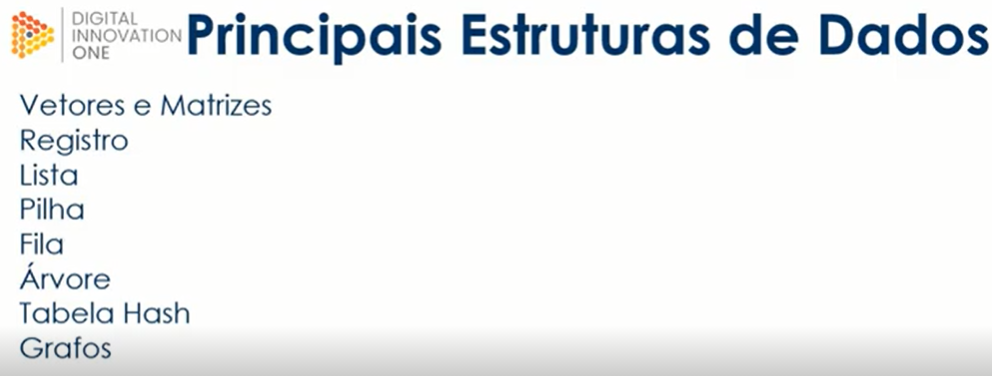 DIGITAL
INNOVATION
ONE
Principais Estruturas de Dados
Vetores e Matrizes
Registro
Lista
Pilha
Fila
Árvore
Tabela Hash
Grafos